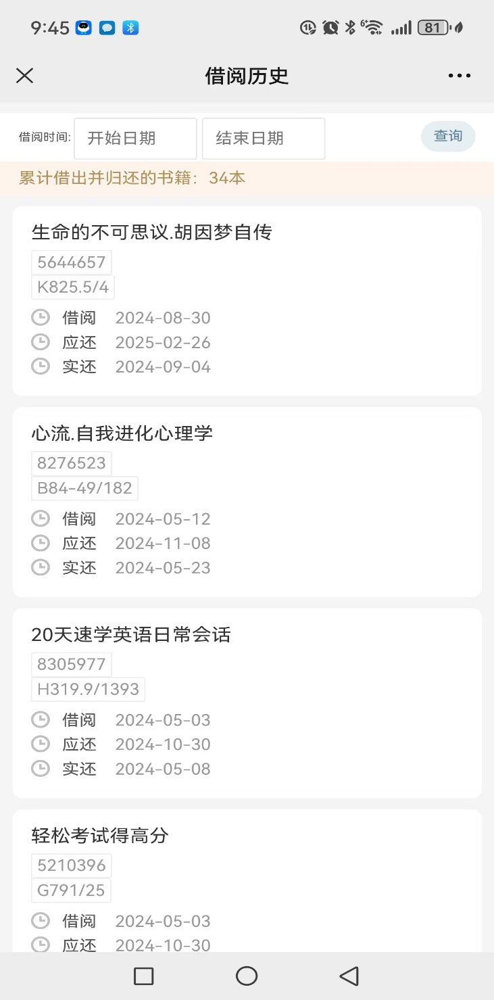 9:45
6+
81
借阅历史
借阅时间: 开始日期 结束日期 查询
累计借出并归还的书籍: 34本
生命的不可思议.胡因梦自传
5644657
K825.5/4
借阅 2024-08-30
应还 2025-02-26
实还 2024-09-04
心流.自我进化心理学
8276523
B84-49/182
借阅 2024-05-12
应还 2024-11-08
实还 2024-05-23
20天速学英语日常会话
8305977
H319.9/1393
借阅 2024-05-03
应还 2024-10-30
实还 2024-05-08
轻松考试得高分
5210396
G791/25
借阅 2024-05-03
应还 2024-10-30